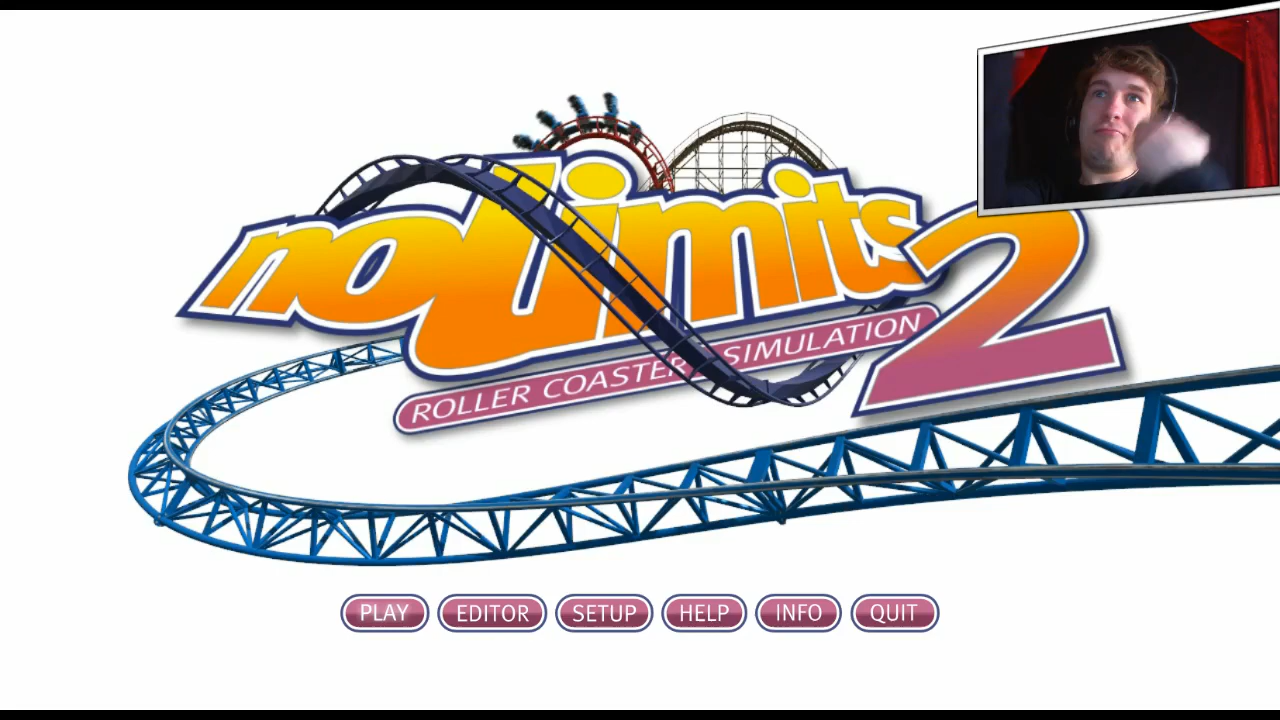 noLimits 2
ROLLER COASTER SIMULATION
PLAY EDITOR SETUP HELP INFO QUIT